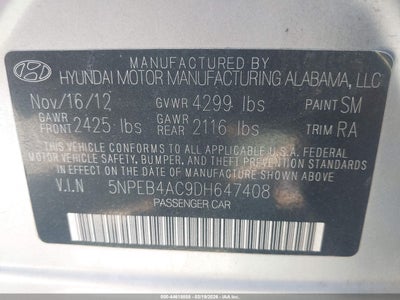 MFD BY
HYUNDAI MOTOR MANUFACTURING ALABAMA, LLC
Nov/16/12 GVWR 4299 lbs PAINT SM
GAWR FRONT 2425 lbs GAWR REAR 2116 lbs TRIM RA
THIS VEHICLE CONFORMS TO ALL APPLICABLE FEDERAL
MOTOR VEHICLE SAFETY, BUMPER, AND THEFT PREVENTION STANDARDS
IN EFFECT ON THE DATE OF MANUFACTURE SHOWN ABOVE.
V.I.N 5NPEB4AC9DH647408
PASSENGER CAR